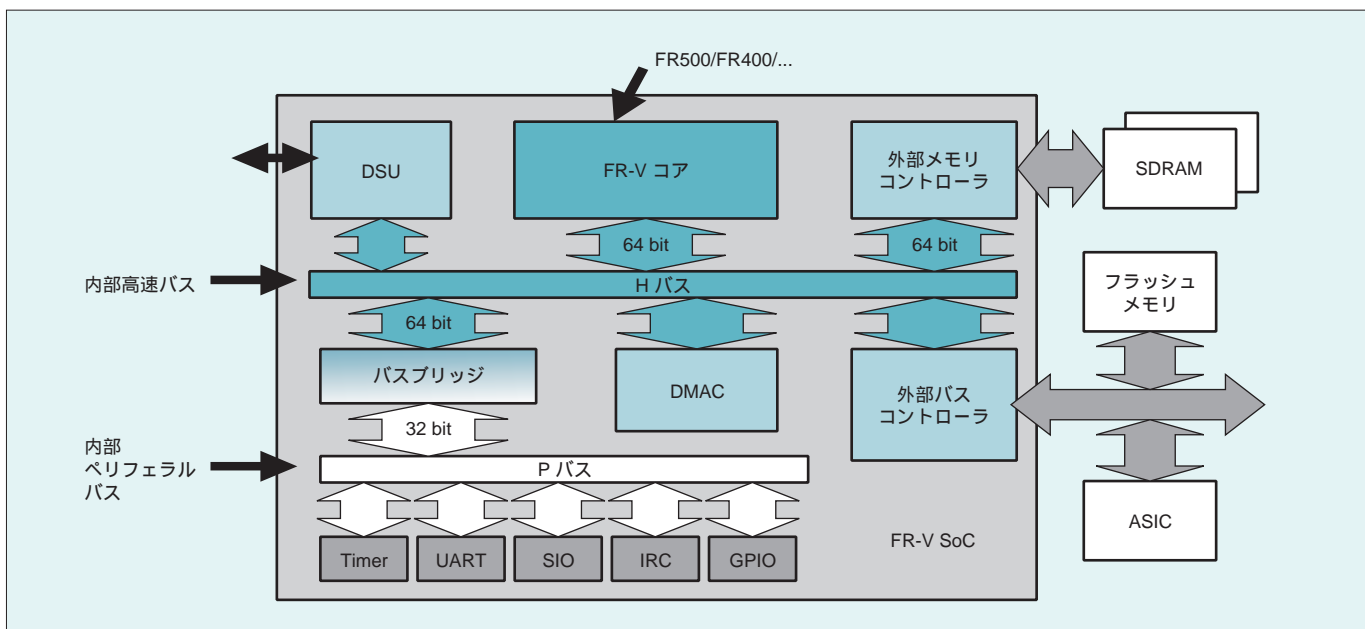 FR500/FR400/...
DSU
FR-V コア
外部メモリ
コントローラ
SDRAM
64 bit
64 bit
内部高速バス
H バス
フラッシュ
メモリ
64 bit
バスブリッジ
DMAC
外部バス
コントローラ
32 bit
内部
ペリフェラル
バス
P バス
Timer
UART
SIO
IRC
GPIO
FR-V SoC
ASIC